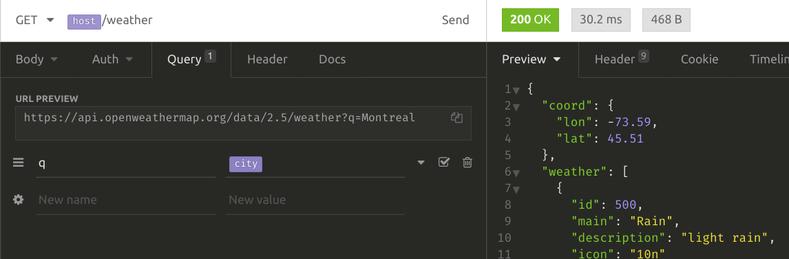 GET host/weather Send 200 OK 30.2 ms 468 B
Body Auth Query 1 Header Docs Preview Header 9 Cookie
URL PREVIEW
https://api.openweathermap.org/data/2.5/weather?q=Montreal
q city
New name New value
1 {
2 "coord": {
3 "lon": -73.59,
4 "lat": 45.51
5 },
6 "weather": [
7 {
8 "id": 500,
9 "main": "Rain",
10 "description": "light rain",
11 "icon": "10n"